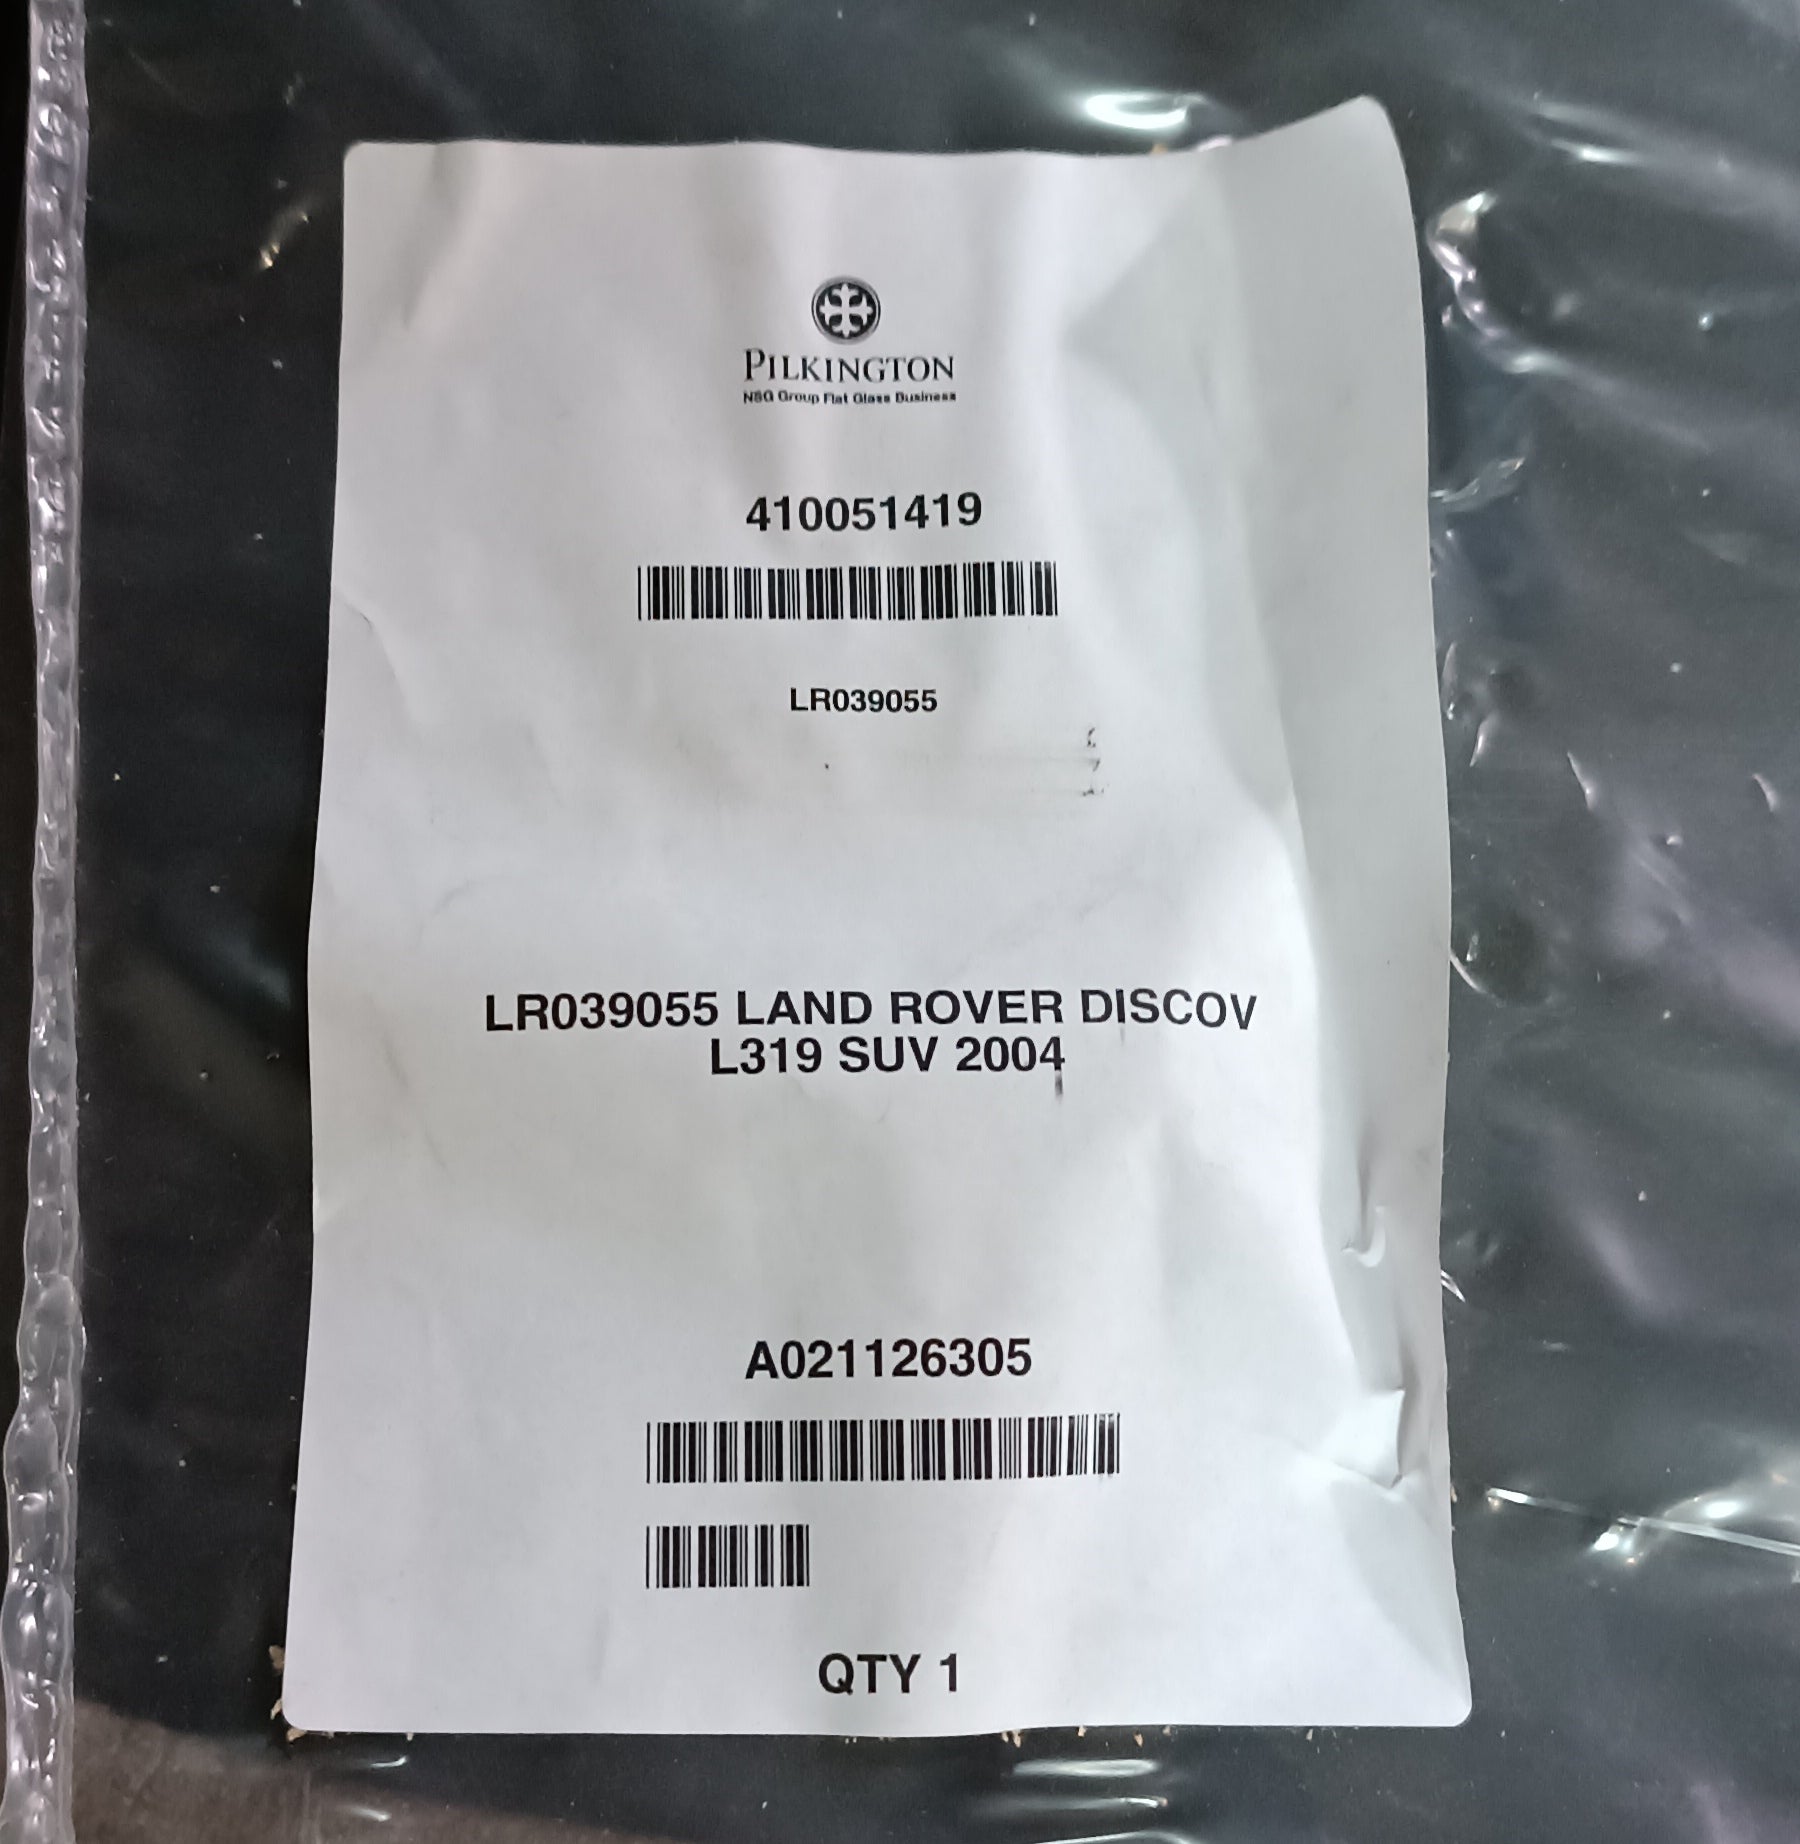 PILKINGTON
NSG Group Flat Glass Business
410051419
LR039055
LR039055 LAND ROVER DISCOV
L319 SUV 2004
A021126305
QTY 1